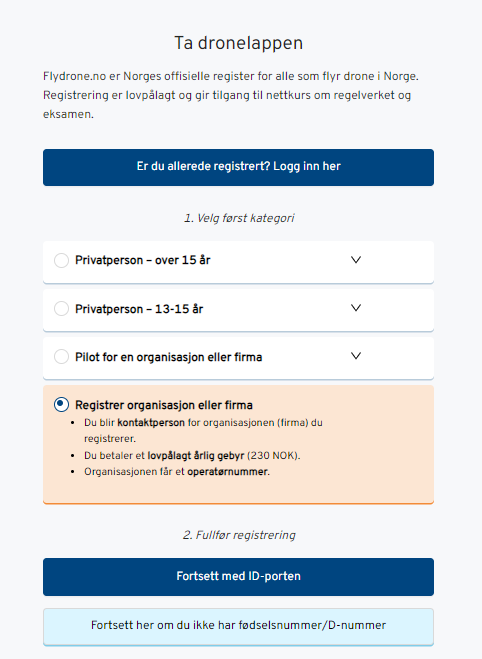 Ta dronelappen
Flydrone.no er Norges offisielle register for alle som flyr drone i Norge.
Registrering er lovpålagt og gir tilgang til nettkurs om regelverket og
eksamen.
Er du allerede registrert? Logg inn her
1. Velg først kategori
Privatperson – over 15 år
Privatperson – 13-15 år
Pilot for en organisasjon eller firma
Registrer organisasjon eller firma
• Du blir kontaktperson for organisasjonen (firma) du
registrerer.
• Du betaler et lovpålagt årlig gebyr (230 NOK).
• Organisasjonen får et operatørnummer.
2. Fullfør registrering
Fortsett med ID-porten
Fortsett her om du ikke har fødselsnummer/D-nummer